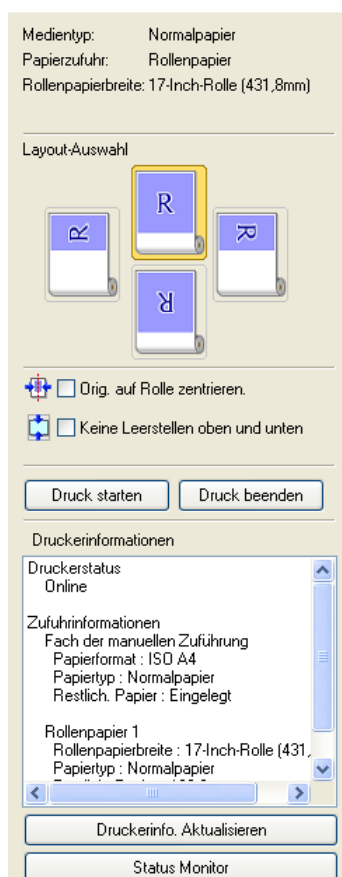 Medientyp: Normalpapier
Papierzufuhr: Rollenpapier
Rollenpapierbreite: 17-Inch-Rolle (431,8mm)
Layout-Auswahl
R
R R
R
Orig. auf Rolle zentrieren.
Keine Leerstellen oben und unten
Druck starten Druck beenden
Druckerinformationen
Druckerstatus
Online
Zufuhrinformationen
Fach der manuellen Zuführung
Papierformat : ISO A4
Papiertyp : Normalpapier
Restlich. Papier : Eingelegt
Rollenpapier 1
Rollenpapierbreite : 17-Inch-Rolle (431,
Papiertyp : Normalpapier
Druckerinfo. Aktualisieren
Status Monitor